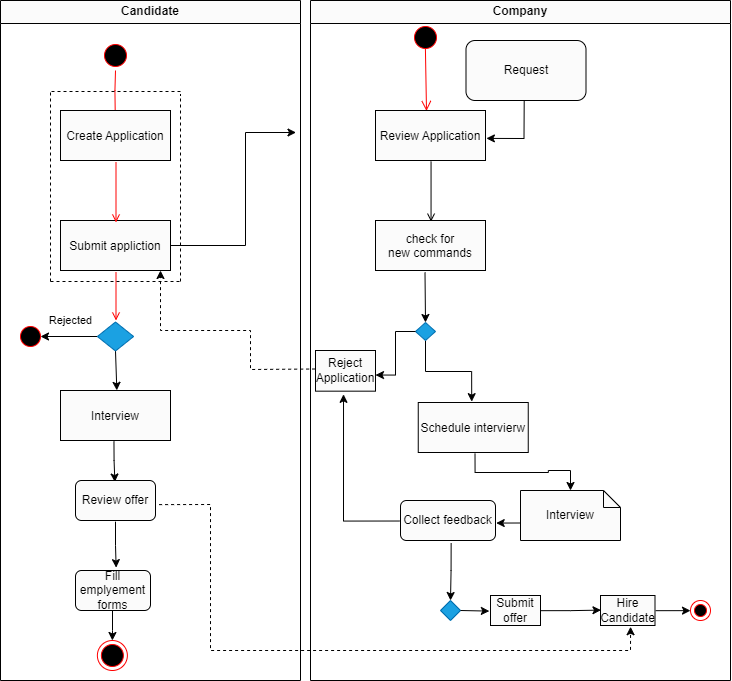 Candidate
Company
Request
Create Application
Review Application
Submit appliction
check for
new commands
Rejected
Reject
Application
Interview
Schedule intervierw
Review offer
Collect feedback
Interview
Fill
emplyement
forms
Submit
offer
Hire
Candidate